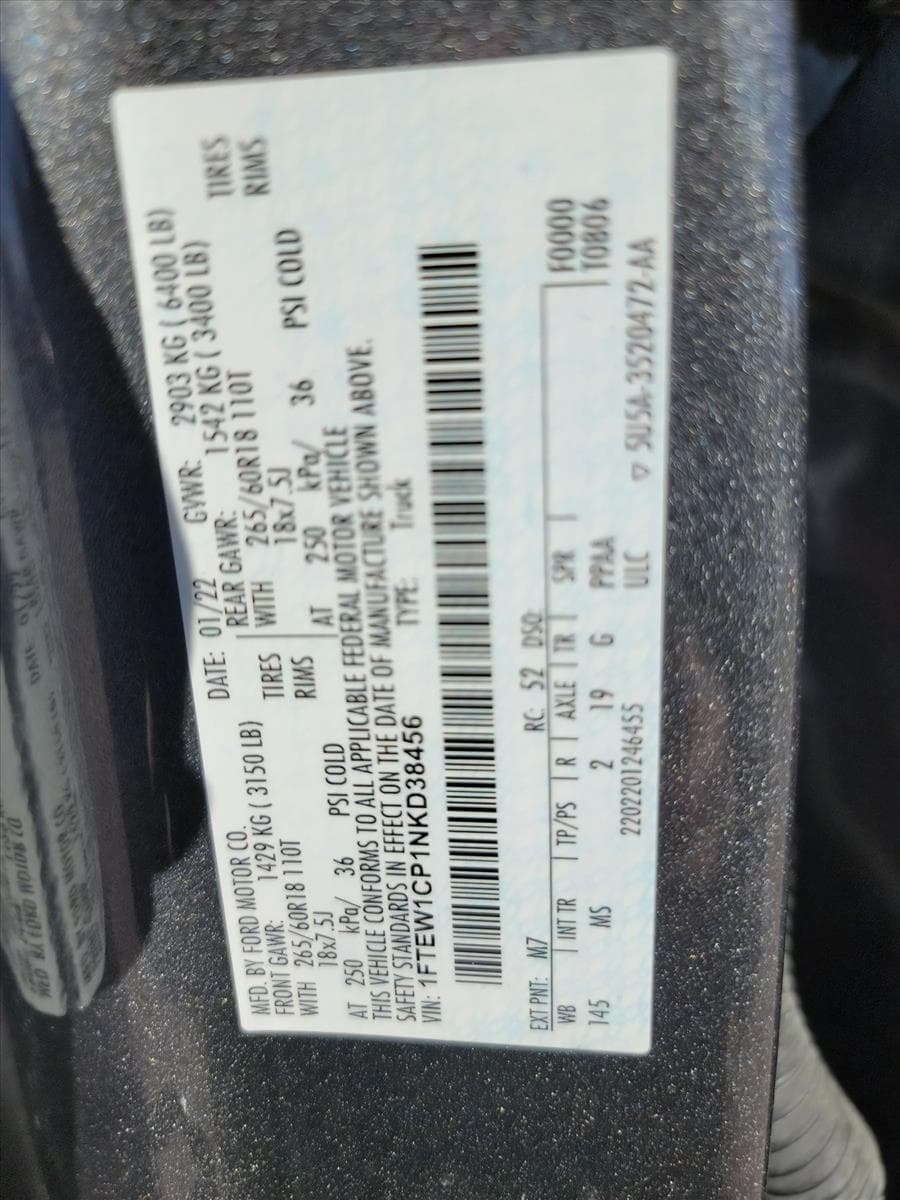 MFD. BY FORD MOTOR CO. DATE: 01/22 GVWR: 2903 KG ( 6400 LB)
FRONT GAWR: 1429 KG ( 3150 LB) REAR GAWR: 1542 KG ( 3400 LB)
WITH 265/60R18 110T TIRES WITH 265/60R18 110T TIRES
18x7.5J RIMS 18x7.5J RIMS
AT 250 kPa/ 36 PSI COLD AT 250 kPa/ 36 PSI COLD
THIS VEHICLE CONFORMS TO ALL APPLICABLE FEDERAL MOTOR VEHICLE
SAFETY STANDARDS IN EFFECT ON THE DATE OF MANUFACTURE SHOWN ABOVE.
VIN: 1FTEW1CP1NKD38456 TYPE: Truck
EXT PNT: M7 RC: 52 DSO: F0000
WB INT TR TP/PS R AXLE TR SPR T0806
145 MS 2 19 G PPAA
220220124645S ULC ▽ 5U5A-3520472-AA